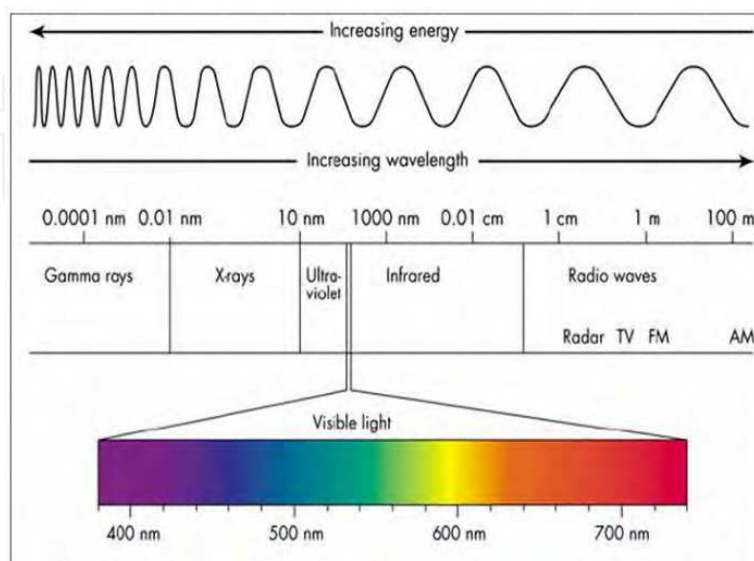 Increasing energy
Increasing wavelength
0.0001 nm 0.01 nm 10 nm 1000 nm 0.01 cm 1 cm 1 m 100 m
Gamma rays X-rays Ultra- Infrared Radio waves
violet
Radar TV FM AM
Visible light
400 nm 500 nm 600 nm 700 nm